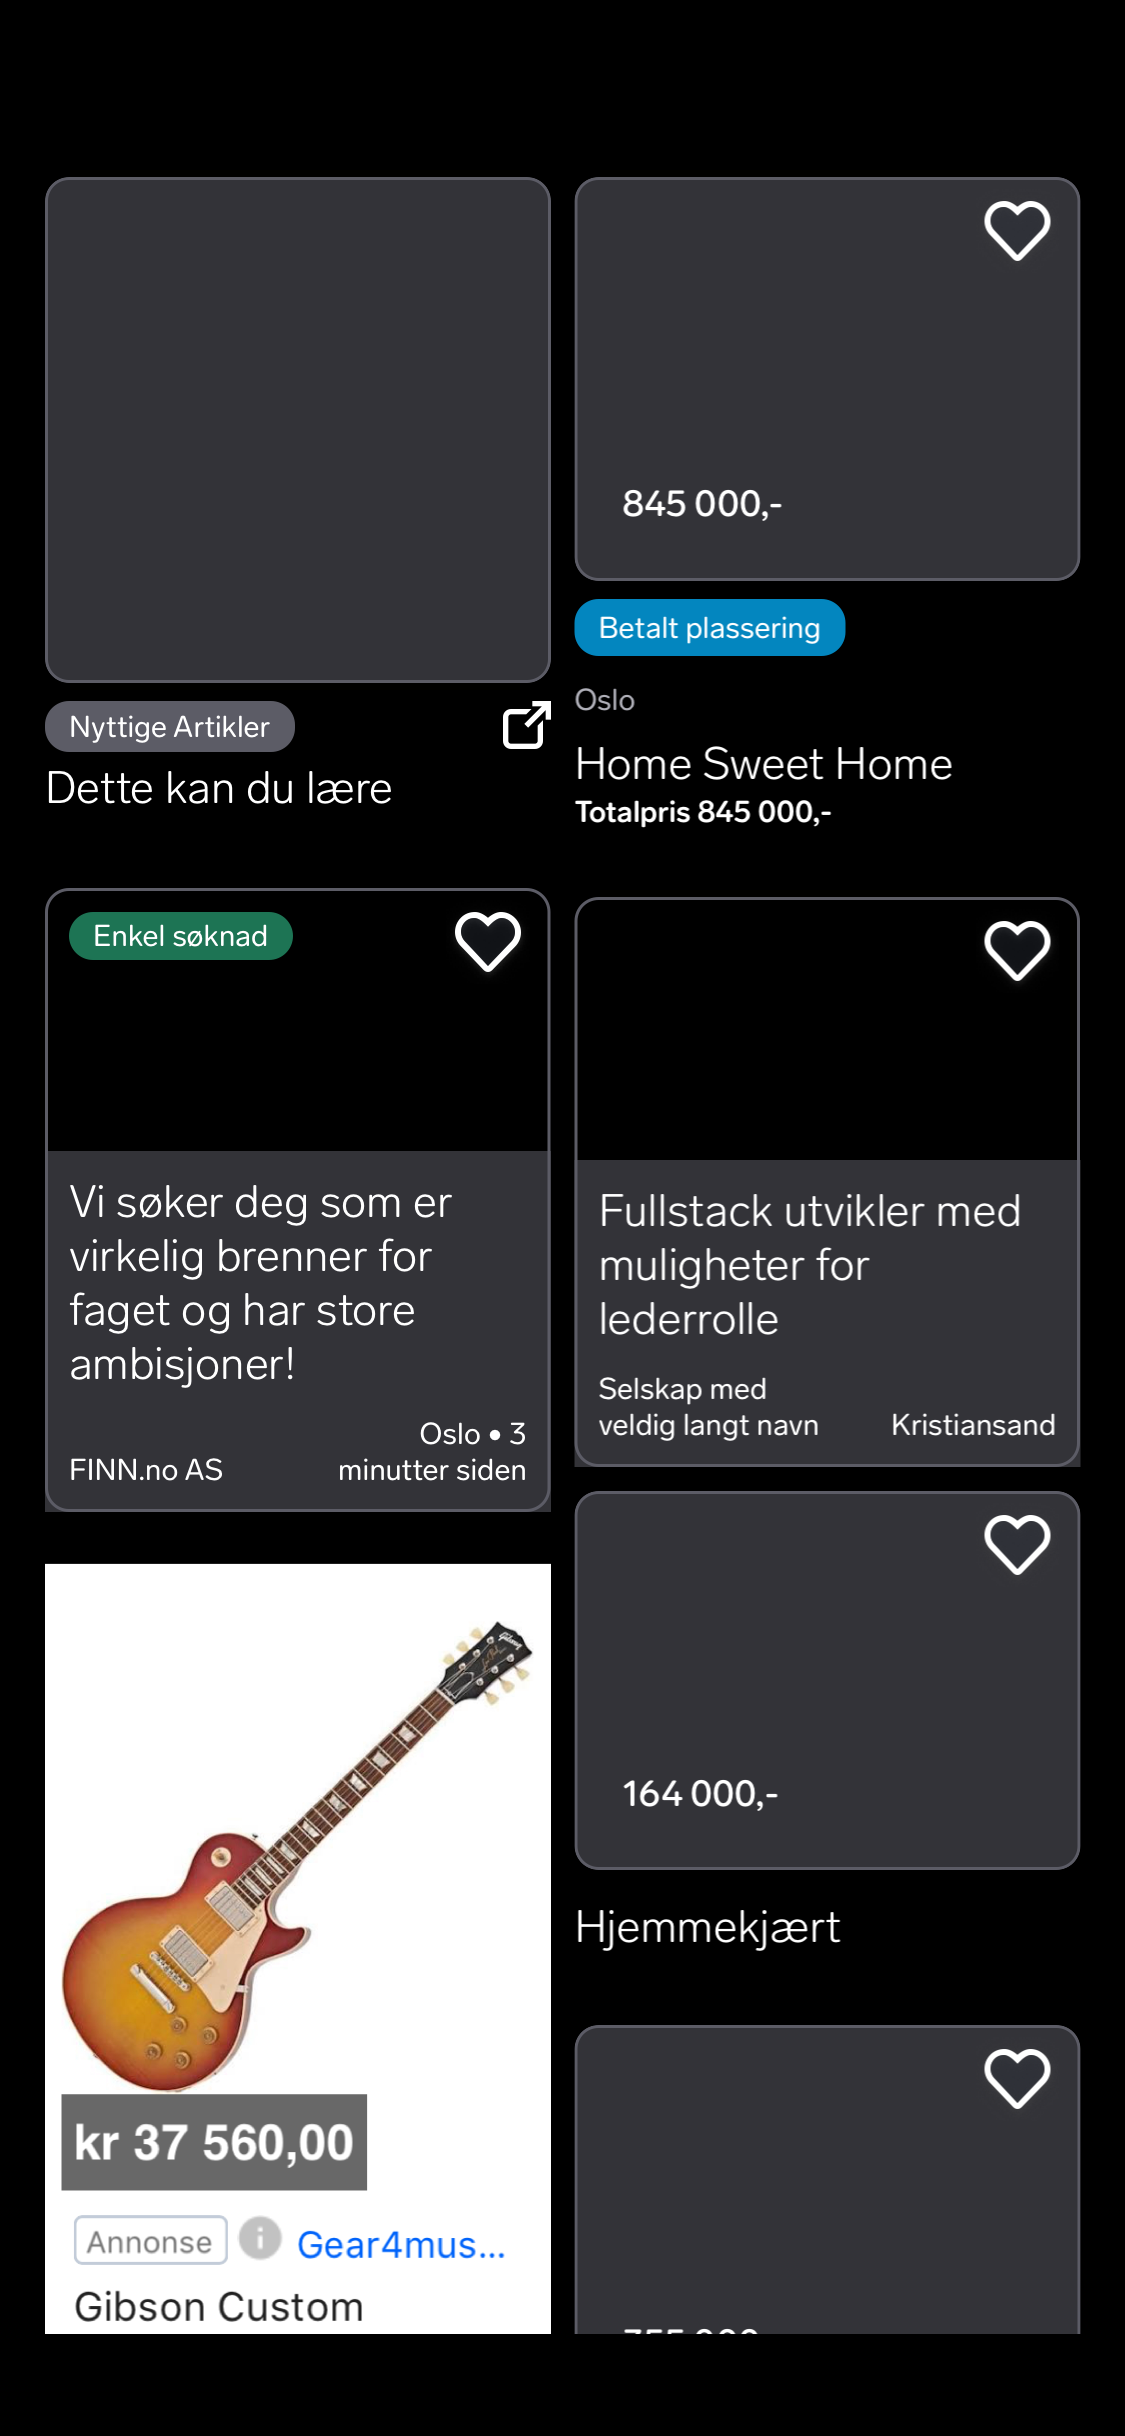 Nyttige Artikler
Dette kan du lære
845 000,-
Betalt plassering
Oslo
Home Sweet Home
Totalpris 845 000,-
Enkel søknad
Vi søker deg som er
virkelig brenner for
faget og har store
ambisjoner!
Oslo • 3
FINN.no AS minutter siden
Fullstack utvikler med
muligheter for
lederrolle
Selskap med
veldig langt navn Kristiansand
Gibson
kr 37 560,00
Annonse Gear4mus...
Gibson Custom
164 000,-
Hjemmekjært